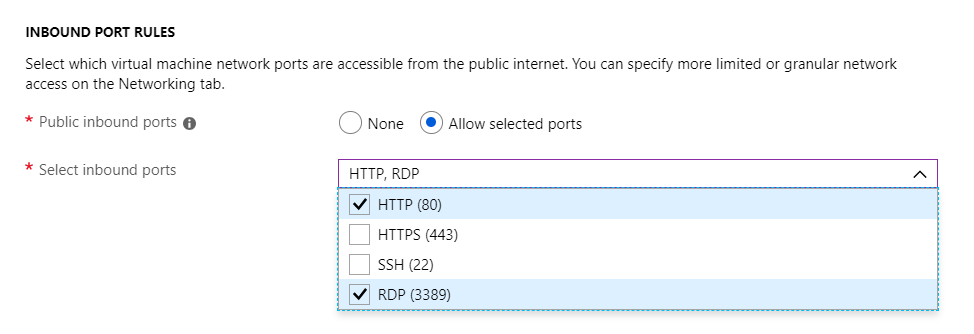 INBOUND PORT RULES
Select which virtual machine network ports are accessible from the public internet. You can specify more limited or granular network
access on the Networking tab.
* Public inbound ports
None
Allow selected ports
* Select inbound ports
HTTP, RDP
HTTP (80)
HTTPS (443)
SSH (22)
RDP (3389)